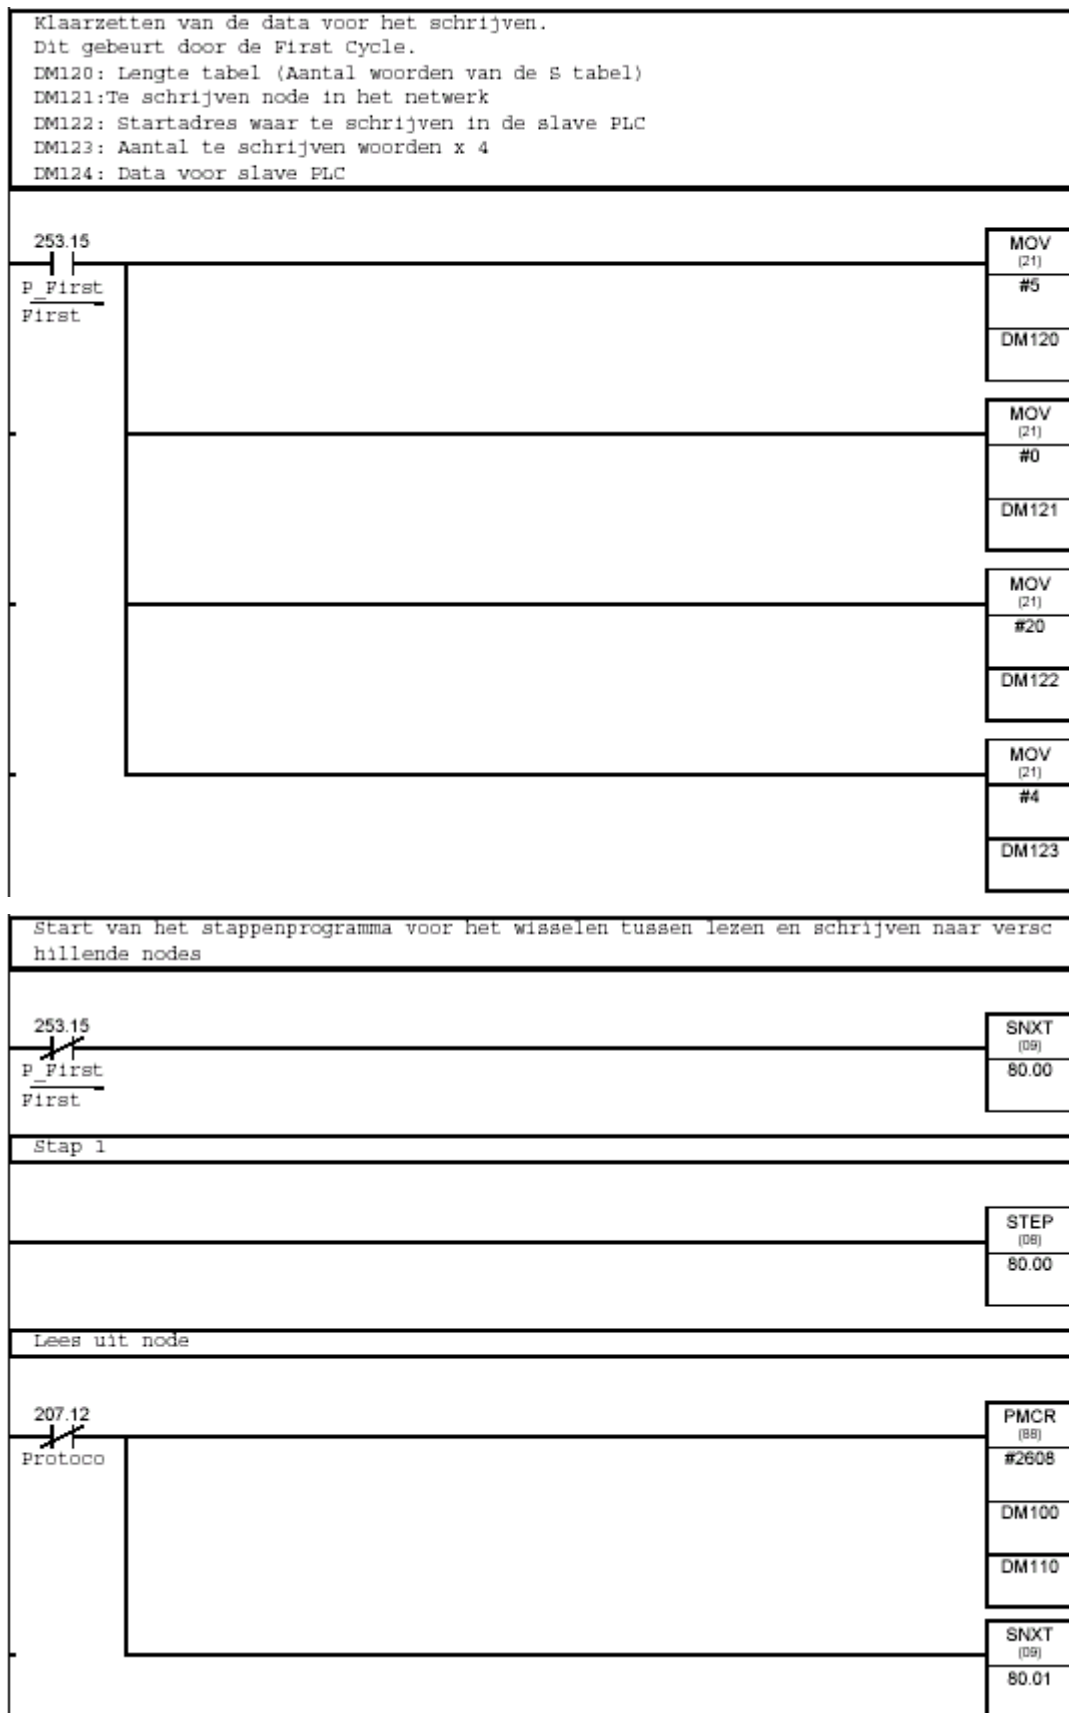 Klaarzetten van de data voor het schrijven.
Dit gebeurt door de First Cycle.
DM120: Lengte tabel (Aantal woorden van de S tabel)
DM121:Te schrijven node in het netwerk
DM122: Startadres waar te schrijven in de slave PLC
DM123: Aantal te schrijven woorden x 4
DM124: Data voor slave PLC
253.15
P_First
First
MOV
(21)
#5
DM120
MOV
(21)
#0
DM121
MOV
(21)
#20
DM122
MOV
(21)
#4
DM123
Start van het stappenprogramma voor het wisselen tussen lezen en schrijven naar versc
hillende nodes
253.15
P_First
First
SNXT
(09)
80.00
Stap 1
STEP
(08)
80.00
Lees uit node
207.12
Protoco
PMCR
(88)
#2608
DM100
DM110
SNXT
(09)
80.01